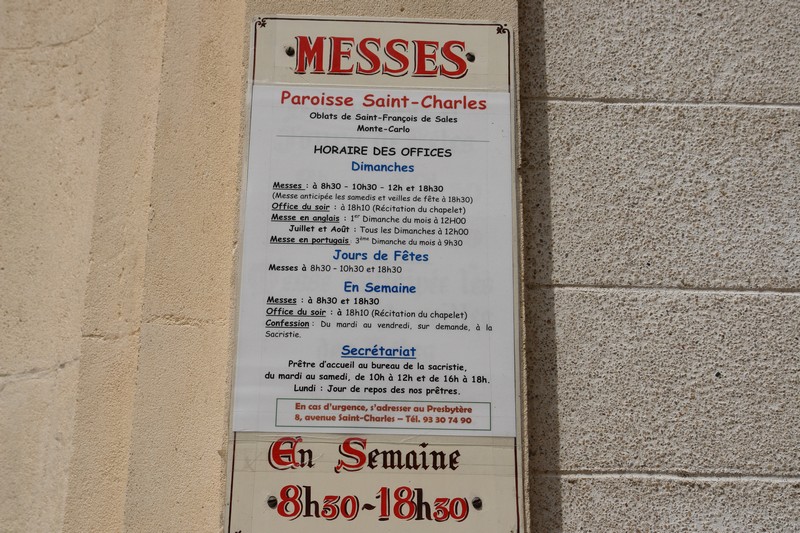 MESSES
Paroisse Saint-Charles
Oblats de Saint-François de Sales
Monte-Carlo
HORAIRE DES OFFICES
Dimanches
Messes : à 8h30 - 10h30 - 12h et 18h30
(Messe anticipée les samedis et veilles de fête à 18h30)
Office du soir : à 18h10 (Récitation du chapelet)
Messe en anglais : 1er Dimanche du mois à 12H00
Juillet et Août : Tous les Dimanches à 12h00
Messe en portugais: 3ème Dimanche du mois à 9h30
Jours de Fêtes
Messes à 8h30 - 10h30 et 18h30
En Semaine
Messes : à 8h30 et 18h30
Office du soir : à 18h10 (Récitation du chapelet)
Confession : Du mardi au vendredi, sur demande, à la
Sacristie.
Secrétariat
Prêtre d'accueil au bureau de la sacristie,
du mardi au samedi, de 10h à 12h et de 16h à 18h.
Lundi : Jour de repos des nos prêtres.
En cas d'urgence, s'adresser au Presbytère
8, avenue Saint-Charles – Tél. 93 30 74 90
En Semaine
8h30-18h30